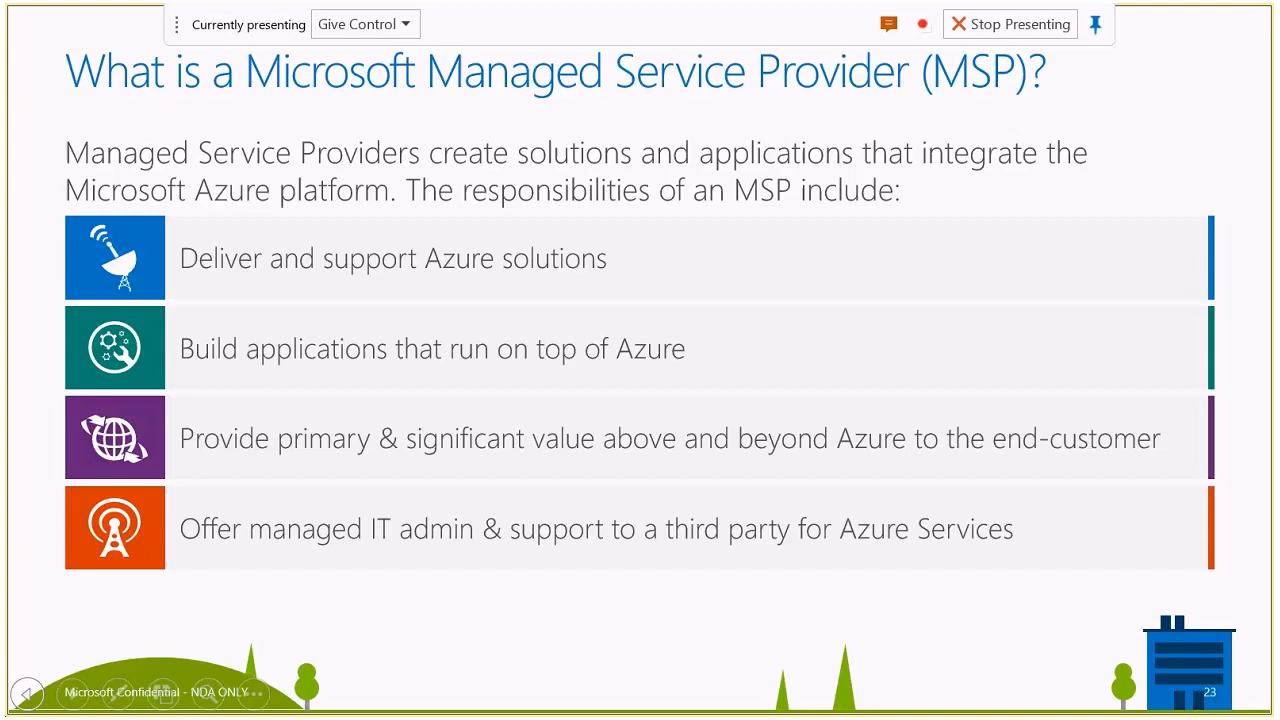 Currently presenting
Give Control
Stop Presenting
What is a Microsoft Managed Service Provider (MSP)?
Managed Service Providers create solutions and applications that integrate the
Microsoft Azure platform. The responsibilities of an MSP include:
Deliver and support Azure solutions
Build applications that run on top of Azure
Provide primary & significant value above and beyond Azure to the end-customer
Offer managed IT admin & support to a third party for Azure Services
Microsoft Confidential - NDA ONLY
23